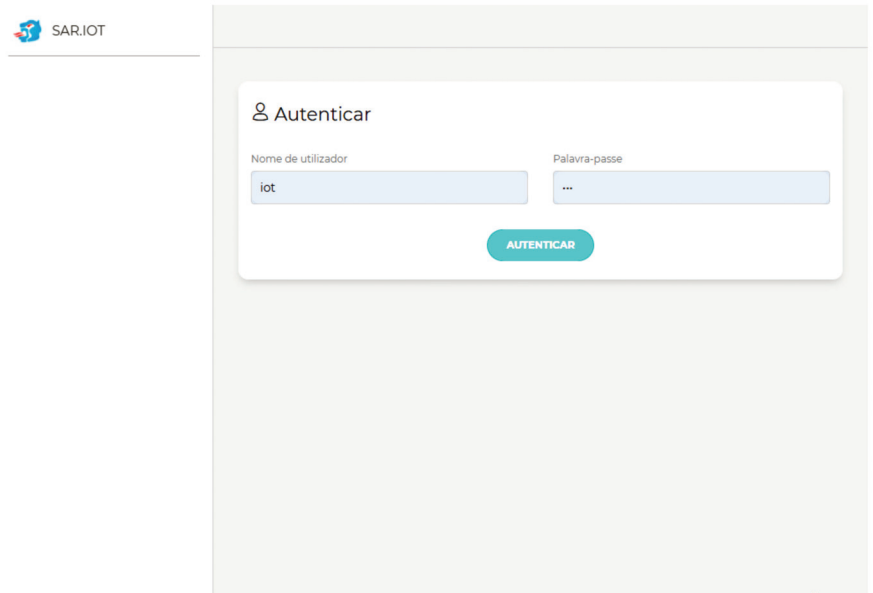 SAR.IOT
Autenticar
Nome de utilizador
Palavra-passe
iot
•••
AUTENTICAR